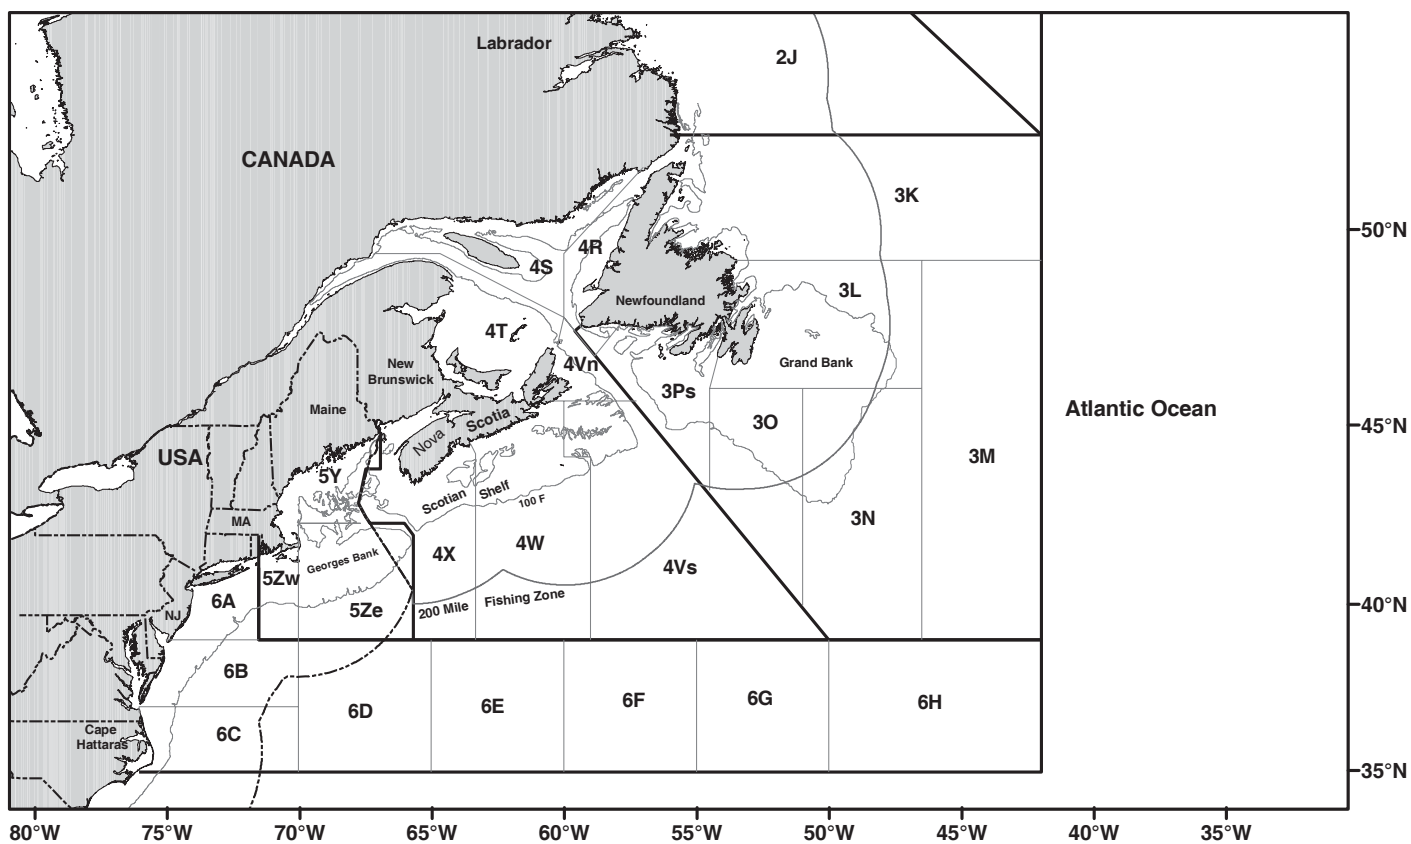 Labrador
2J
CANADA
3K
50°N
4R
4S
Newfoundland
3L
4T
Grand Bank
4Vn
New
Brunswick
3Ps
Maine
Atlantic Ocean
Nova Scotia
3O
45°N
USA
3M
5Y
Scotian Shelf
100 F
MA
3N
4W
4X
Georges Bank
5Zw
4Vs
6A
5Ze
200 Mile Fishing Zone
40°N
NJ
6B
6D
6E
6F
6G
6H
6C
Cape
Hattaras
35°N
80°W 75°W 70°W 65°W 60°W 55°W 50°W 45°W 40°W 35°W